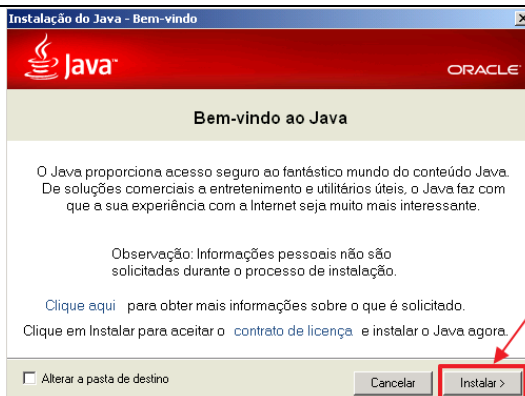 Instalação do Java - Bem-vindo
Java
ORACLE
Bem-vindo ao Java
O Java proporciona acesso seguro ao fantástico mundo do conteúdo Java.
De soluções comerciais a entretenimento e utilitários úteis, o Java faz com
que a sua experiência com a Internet seja muito mais interessante.
Observação: Informações pessoais não são
solicitadas durante o processo de instalação.
Clique aqui para obter mais informações sobre o que é solicitado.
Clique em Instalar para aceitar o contrato de licença e instalar o Java agora.
Alterar a pasta de destino
Cancelar
Instalar >